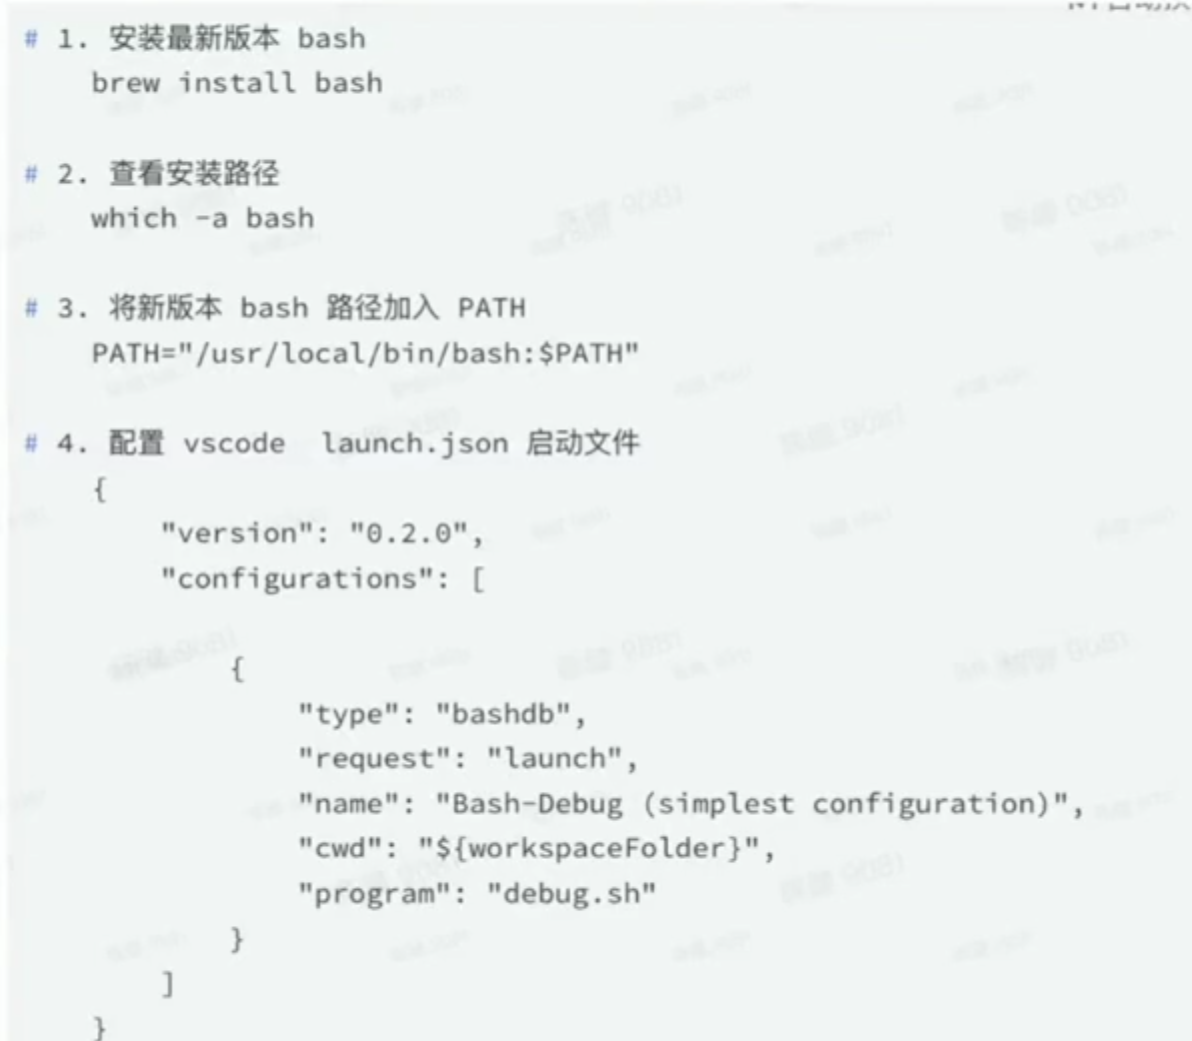 # 1. 安装最新版本 bash
brew install bash
# 2. 查看安装路径
which -a bash
# 3. 将新版本 bash 路径加入 PATH
PATH="/usr/local/bin/bash:$PATH"
# 4. 配置 vscode  launch.json 启动文件
{
"version": "0.2.0",
"configurations": [
{
"type": "bashdb",
"request": "launch",
"name": "Bash-Debug (simplest configuration)",
"cwd": "${workspaceFolder}",
"program": "debug.sh"
}
]
}